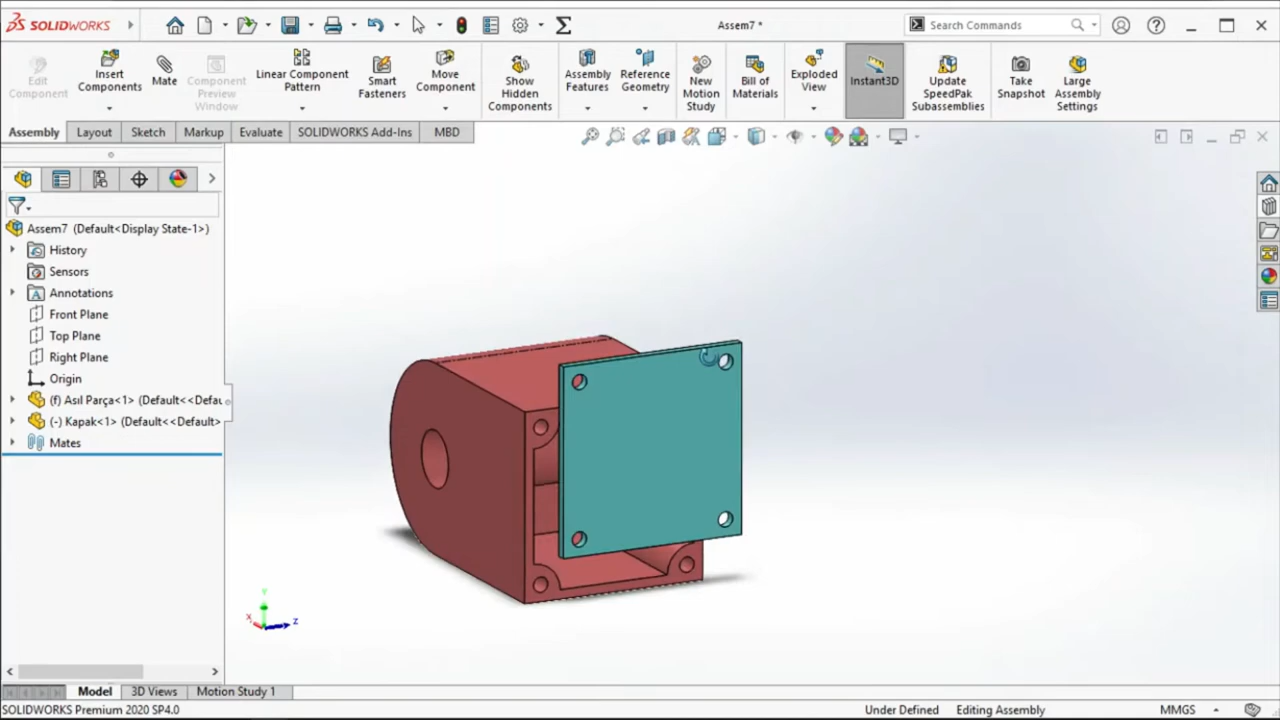 SOLIDWORKS
Assem7 *
Search Commands
Edit Component
Insert Components
Mate
Component Preview Window
Linear Component Pattern
Smart Fasteners
Move Component
Show Hidden Components
Assembly Features
Reference Geometry
New Motion Study
Bill of Materials
Exploded View
Instant3D
Update SpeedPak Subassemblies
Take Snapshot
Large Assembly Settings
Assembly
Layout
Sketch
Markup
Evaluate
SOLIDWORKS Add-Ins
MBD
Assem7 (Default<Display State-1>)
History
Sensors
Annotations
Front Plane
Top Plane
Right Plane
Origin
(f) Asıl Parça<1> (Default<<Defau
(-) Kapak<1> (Default<<Default>
Mates
Y
X
Z
Model
3D Views
Motion Study 1
SOLIDWORKS Premium 2020 SP4.0
Under Defined
Editing Assembly
MMGS